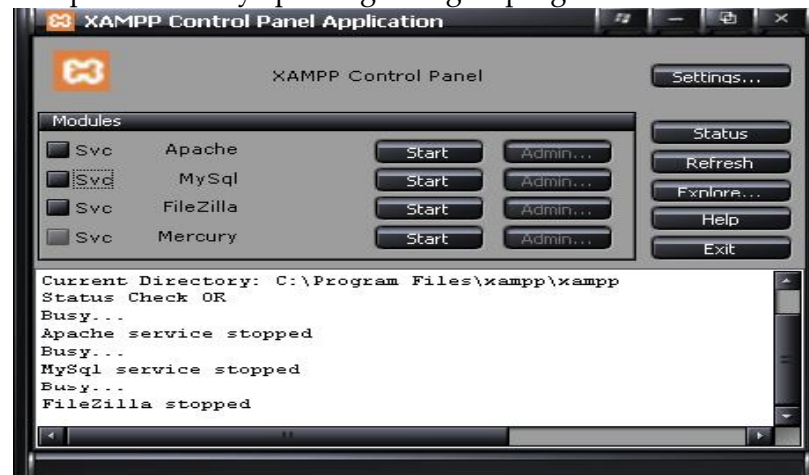 XAMPP Control Panel Application
XAMPP Control Panel
Settings...
Modules
Svc Apache Start Admin...
Svc MySql Start Admin...
Svc FileZilla Start Admin...
Svc Mercury Start Admin...
Status
Refresh
Explore...
Help
Exit
Current Directory: C:\Program Files\xampp\xampp
Status Check OR
Busy...
Apache service stopped
Busy...
MySql service stopped
Busy...
FileZilla stopped